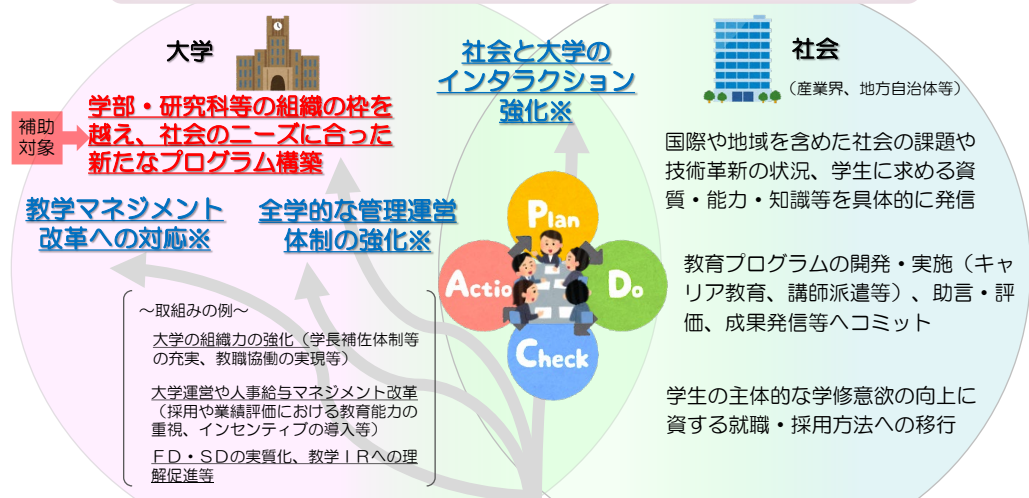 大学
社会と大学の
インタラクション
強化※
社会
（産業界、地方自治体等）
補助
対象
学部・研究科等の組織の枠を
越え、社会のニーズに合った
新たなプログラム構築
教学マネジメント
改革への対応※
全学的な管理運営
体制の強化※
Plan
Do
Check
Actio
国際や地域を含めた社会の課題や
技術革新の状況、学生に求める資
質・能力・知識等を具体的に発信
教育プログラムの開発・実施（キャ
リア教育、講師派遣等）、助言・評
価、成果発信等へコミット
学生の主体的な学修意欲の向上に
資する就職・採用方法への移行
～取組みの例～
大学の組織力の強化（学長補佐体制等
の充実、教職協働の実現等）
大学運営や人事給与マネジメント改革
（採用や業績評価における教育能力の
重視、インセンティブの導入等）
ＦＤ・ＳＤの実質化、教学ＩＲへの理
解促進等